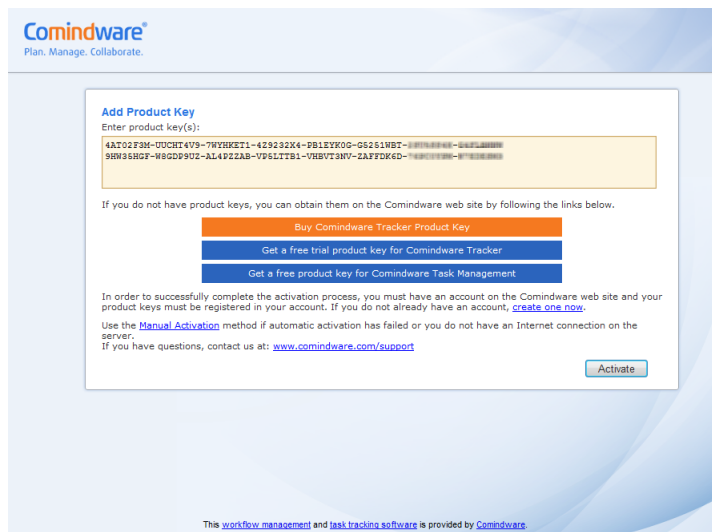 Comindware®
Plan. Manage. Collaborate.
Add Product Key
Enter product key(s):
4AT02F3M-UUCHT4V9-7WYHKET1-4Z9232X4-PB1EYK0G-G5251WBT-
9HW35HGF-W8GDP9UZ-AL4PZZAB-VP5LTTB1-VHBVT3NV-ZAFFDK6D-
If you do not have product keys, you can obtain them on the Comindware web site by following the links below.
Buy Comindware Tracker Product Key
Get a free trial product key for Comindware Tracker
Get a free product key for Comindware Task Management
In order to successfully complete the activation process, you must have an account on the Comindware web site and your
product keys must be registered in your account. If you do not already have an account, create one now.
Use the Manual Activation method if automatic activation has failed or you do not have an Internet connection on the
server.
If you have questions, contact us at: www.comindware.com/support
Activate
This workflow management and task tracking software is provided by Comindware.